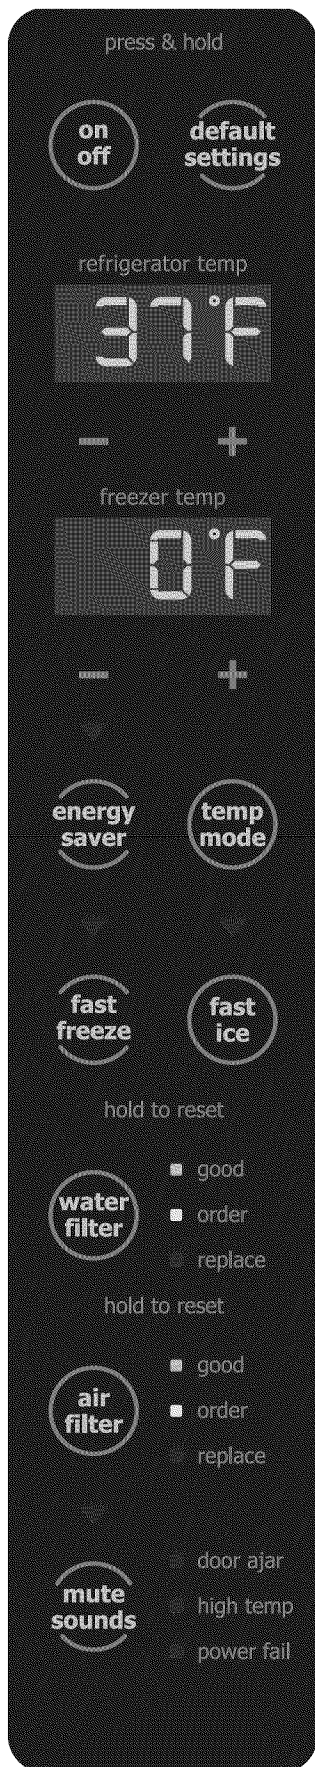 press & hold
on
off
default
settings
refrigerator temp
37°F
− +
freezer temp
0°F
− +
energy
saver
temp
mode
fast
freeze
fast
ice
hold to reset
water
filter
good
order
replace
hold to reset
air
filter
good
order
replace
mute
sounds
door ajar
high temp
power fail